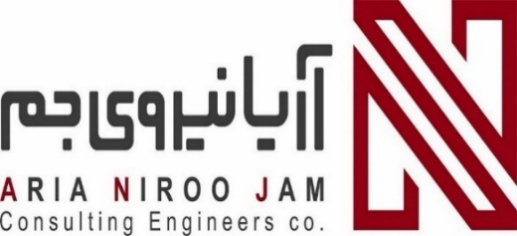 آریا نیروی جم
ARIA NIROO JAM
Consulting Engineers co.